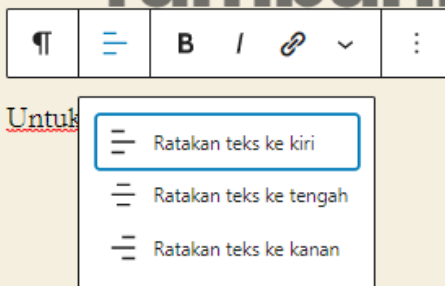 B I
Untuk
Ratakan teks ke kiri
Ratakan teks ke tengah
Ratakan teks ke kanan